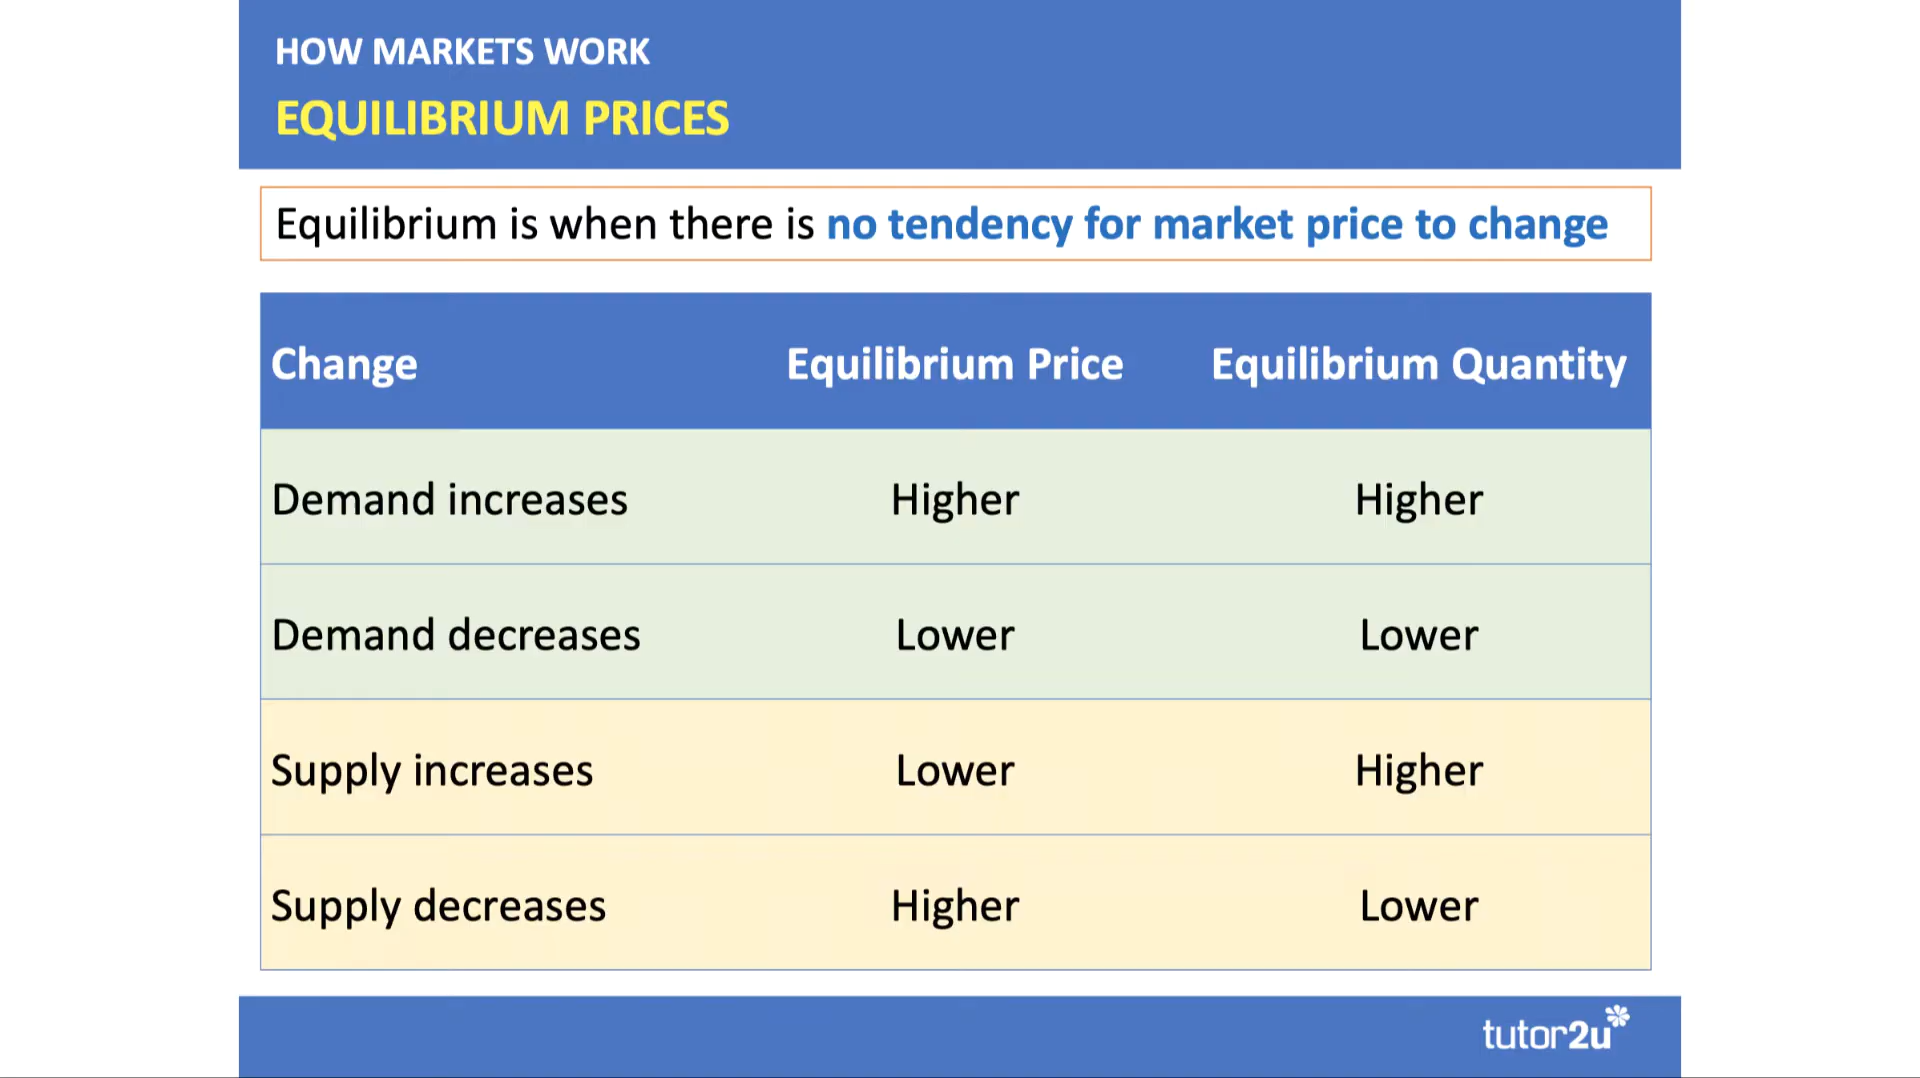 HOW MARKETS WORK
EQUILIBRIUM PRICES
Equilibrium is when there is no tendency for market price to change
Change Equilibrium Price Equilibrium Quantity
Demand increases Higher Higher
Demand decreases Lower Lower
Supply increases Lower Higher
Supply decreases Higher Lower
tutor2u